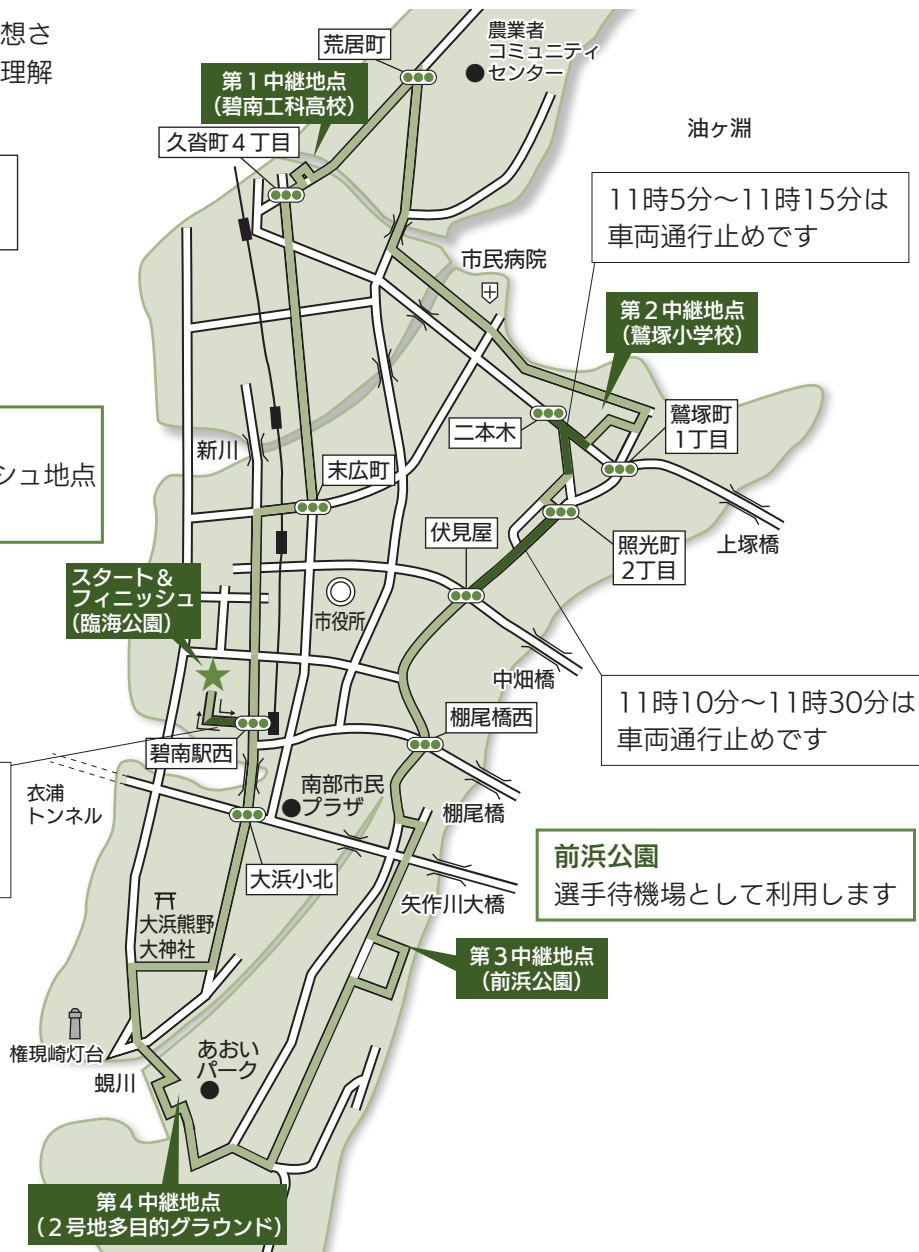 想さ
理解
荒居町
農業者
コミュニティ
センター
第1中継地点
(碧南工科高校)
久沓町4丁目
油ヶ淵
11時5分〜11時15分は
車両通行止めです
市民病院
第2中継地点
(鷲塚小学校)
二本木
鷲塚町
1丁目
新川
末広町
シュ地点
伏見屋
照光町
2丁目
上塚橋
スタート&
フィニッシュ
(臨海公園)
市役所
中畑橋
11時10分〜11時30分は
車両通行止めです
棚尾橋西
碧南駅西
衣浦
トンネル
南部市民
プラザ
棚尾橋
大浜小北
矢作川大橋
前浜公園
選手待機場として利用します
大浜熊野
大神社
第3中継地点
(前浜公園)
権現崎灯台
蜆川
あおい
パーク
第4中継地点
(2号地多目的グラウンド)